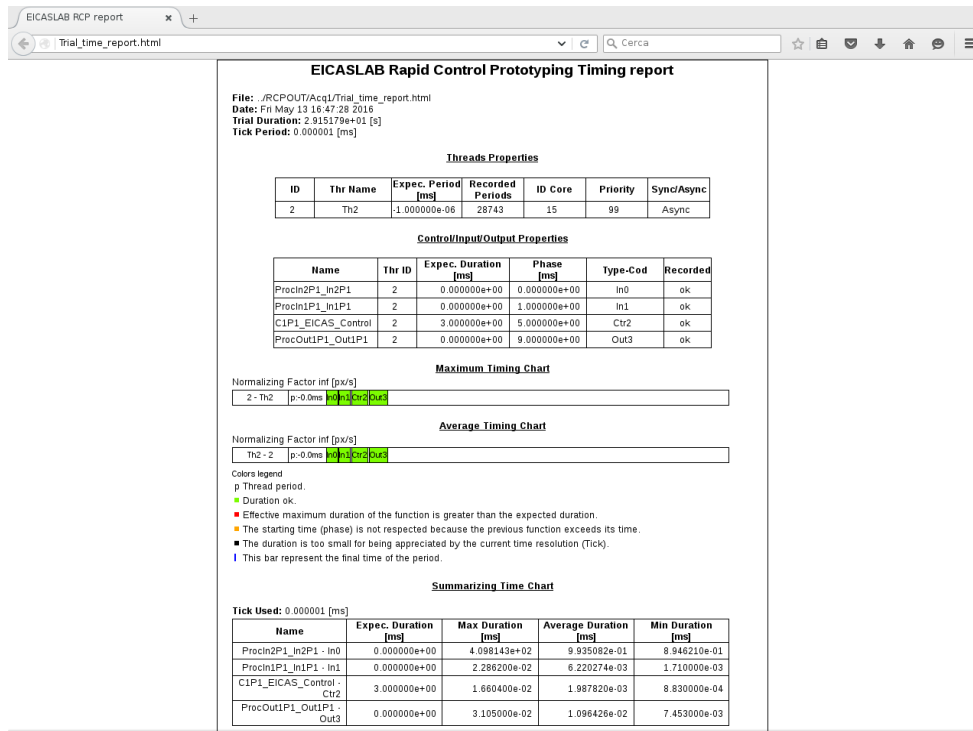 EICASLAB RCP report
Trial_time_report.html
Cerca
EICASLAB Rapid Control Prototyping Timing report
File: ../RCPOUT/Acq1/Trial_time_report.html
Date: Fri May 13 16:47:28 2016
Trial Duration: 2.915179e+01 [s]
Tick Period: 0.000001 [ms]
Threads Properties
ID Thr Name Expec. Period [ms] Recorded Periods ID Core Priority Sync/Async
2 Th2 -1.000000e-06 28743 15 99 Async
Control/Input/Output Properties
Name Thr ID Expec. Duration [ms] Phase [ms] Type-Cod Recorded
ProcIn2P1_In2P1 2 0.000000e+00 0.000000e+00 In0 ok
ProcIn1P1_In1P1 2 0.000000e+00 1.000000e+00 In1 ok
C1P1_EICAS_Control 2 3.000000e+00 5.000000e+00 Ctr2 ok
ProcOut1P1_Out1P1 2 0.000000e+00 9.000000e+00 Out3 ok
Maximum Timing Chart
Normalizing Factor inf [px/s]
2 - Th2 p:-0.0ms In0 In1 Ctr2 Out3
Average Timing Chart
Normalizing Factor inf [px/s]
Th2 - 2 p:-0.0ms In0 In1 Ctr2 Out3
Colors legend
p Thread period.
Duration ok.
Effective maximum duration of the function is greater than the expected duration.
The starting time (phase) is not respected because the previous function exceeds its time.
The duration is too small for being appreciated by the current time resolution (Tick).
This bar represent the final time of the period.
Summarizing Time Chart
Tick Used: 0.000001 [ms]
Name Expec. Duration [ms] Max Duration [ms] Average Duration [ms] Min Duration [ms]
ProcIn2P1_In2P1 - In0 0.000000e+00 4.098143e+02 9.935082e-01 8.946210e-01
ProcIn1P1_In1P1 - In1 0.000000e+00 2.286200e-02 6.220274e-03 1.710000e-03
C1P1_EICAS_Control - Ctr2 3.000000e+00 1.660400e-02 1.987820e-03 8.830000e-04
ProcOut1P1_Out1P1 - Out3 0.000000e+00 3.105000e-02 1.096426e-02 7.453000e-03